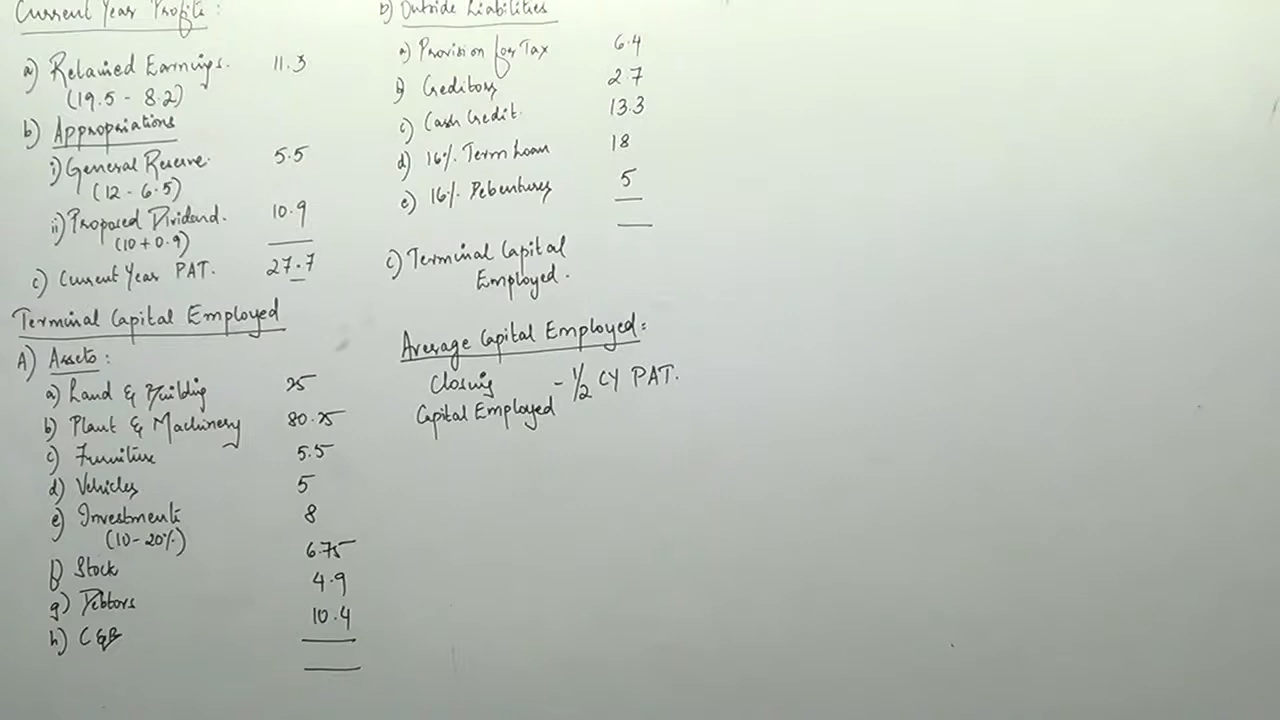 Current Year Profits:
a) Retained Earnings. 11.3
(19.5 - 8.2)
b) Appropriations
i) General Reserve. 5.5
(12 - 6.5)
ii) Proposed Dividend. 10.9
(10 + 0.9)
c) Current Year PAT. 27.7
Terminal Capital Employed
A) Assets:
a) Land & Building 25
b) Plant & Machinery 80.25
c) Furniture 5.5
d) Vehicles 5
e) Investments 8
(10 - 20%)
f) Stock 6.75
g) Debtors 4.9
h) C&B 10.4
b) Outside Liabilities
a) Provision for Tax 6.4
b) Creditors 2.7
c) Cash Credit. 13.3
d) 16% Term Loan 18
e) 16% Debentures 5
c) Terminal Capital
Employed.
Average Capital Employed:
Closing
Capital Employed - 1/2 CY PAT.